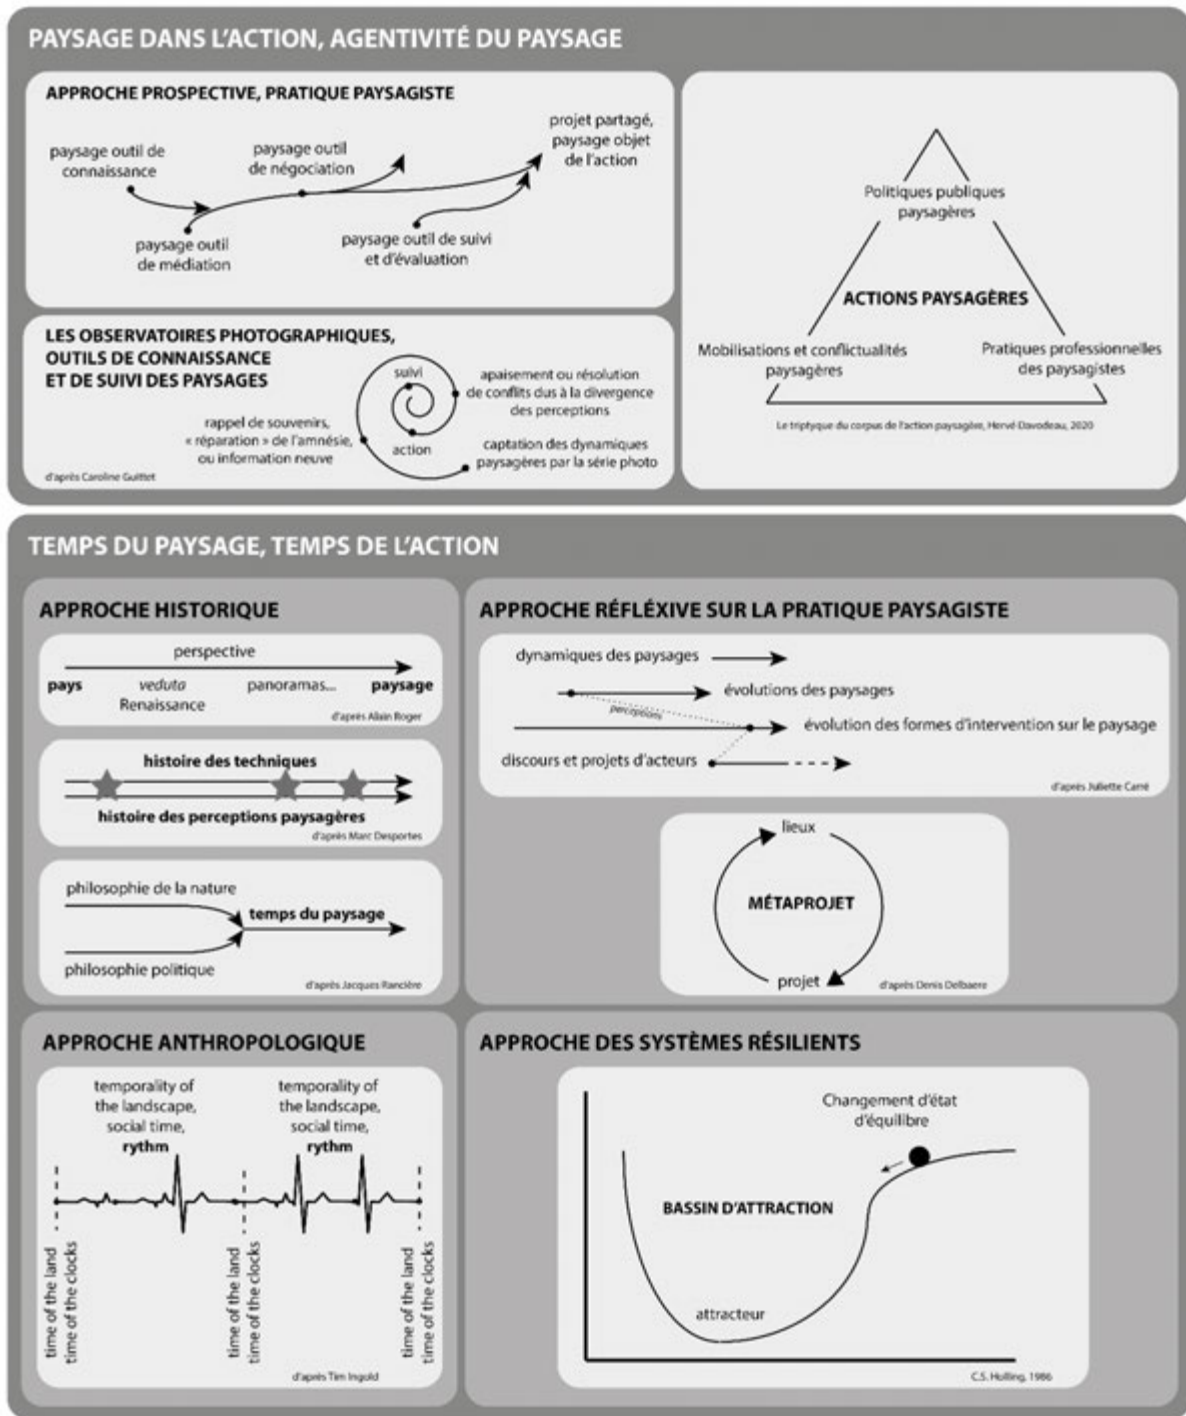 PAYSAGE DANS L'ACTION, AGENTIVITÉ DU PAYSAGE
APPROCHE PROSPECTIVE, PRATIQUE PAYSAGISTE
paysage outil de
connaissance
paysage outil
de négociation
projet partagé,
paysage objet
de l'action
paysage outil
de médiation
paysage outil de suivi
et d'évaluation
LES OBSERVATOIRES PHOTOGRAPHIQUES,
OUTILS DE CONNAISSANCE
ET DE SUIVI DES PAYSAGES
suivi
action
apaisement ou résolution
de conflits dus à la divergence
des perceptions
rappel de souvenirs,
« réparation » de l'amnésie,
ou information neuve
captation des dynamiques
paysagères par la série photo
d'après Caroline Guittet
Politiques publiques
paysagères
ACTIONS PAYSAGÈRES
Mobilisations et conflictualités
paysagères
Pratiques professionnelles
des paysagistes
Le triptyque du corpus de l'action paysagère, Hervé Davodeau, 2020
TEMPS DU PAYSAGE, TEMPS DE L'ACTION
APPROCHE HISTORIQUE
perspective
pays
veduta
Renaissance
panoramas...
paysage
d'après Alain Roger
histoire des techniques
histoire des perceptions paysagères
d'après Marc Desportes
philosophie de la nature
temps du paysage
philosophie politique
d'après Jacques Rancière
APPROCHE RÉFLÉXIVE SUR LA PRATIQUE PAYSAGISTE
dynamiques des paysages
évolutions des paysages
perceptions
évolution des formes d'intervention sur le paysage
discours et projets d'acteurs
d'après Juliette Carré
lieux
MÉTAPROJET
projet
d'après Denis Delbaere
APPROCHE ANTHROPOLOGIQUE
temporality of
the landscape,
social time,
rythm
temporality of
the landscape,
social time,
rythm
time of the land
time of the clocks
time of the land
time of the clocks
time of the land
time of the clocks
d'après Tim Ingold
APPROCHE DES SYSTÈMES RÉSILIENTS
Changement d'état
d'équilibre
BASSIN D'ATTRACTION
attracteur
C.S. Holling, 1986